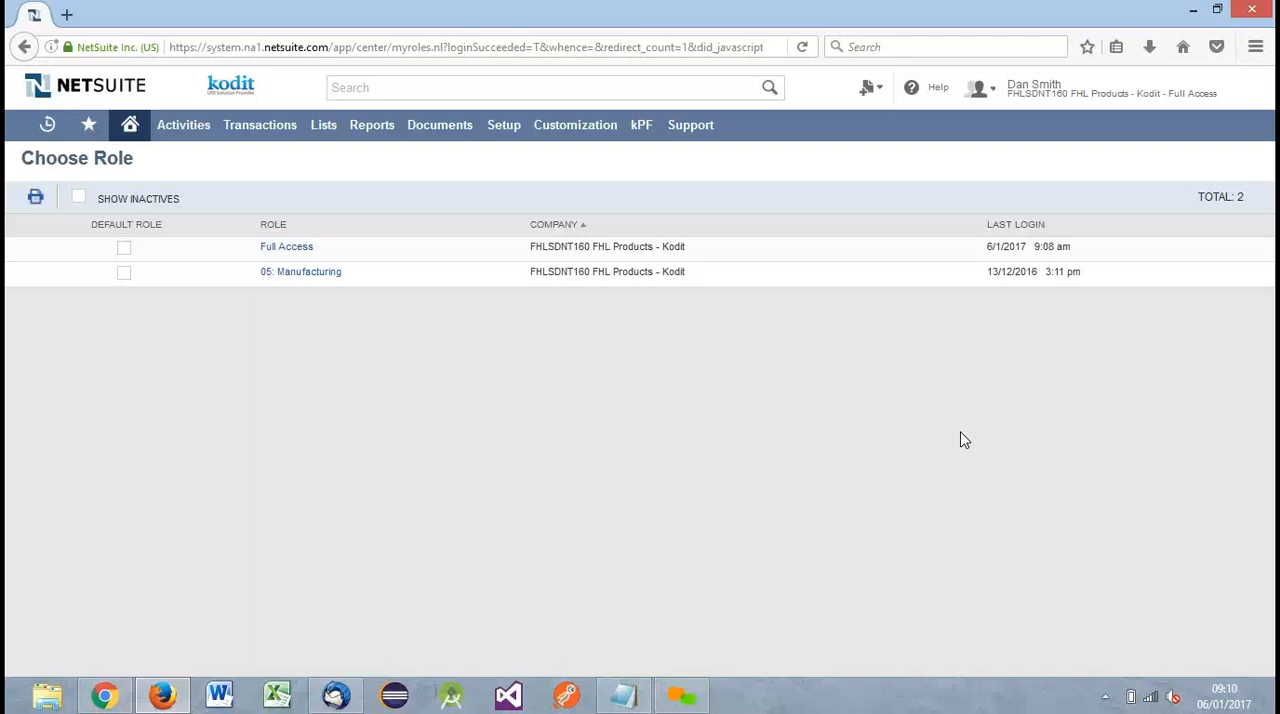 NetSuite Inc. (US) https://system.na1.netsuite.com/app/center/myroles.nl?loginSucceeded=T&whence=&redirect_count=1&did_javascript Search
NETSUITE kodit Search Help Dan Smith
UDI Solution Provider FHLSDNT160 FHL Products - Kodit - Full Access
Activities Transactions Lists Reports Documents Setup Customization kPF Support
Choose Role
SHOW INACTIVES TOTAL: 2
DEFAULT ROLE ROLE COMPANY LAST LOGIN
Full Access FHLSDNT160 FHL Products - Kodit 6/1/2017 9:08 am
05: Manufacturing FHLSDNT160 FHL Products - Kodit 13/12/2016 3:11 pm
09:10
06/01/2017